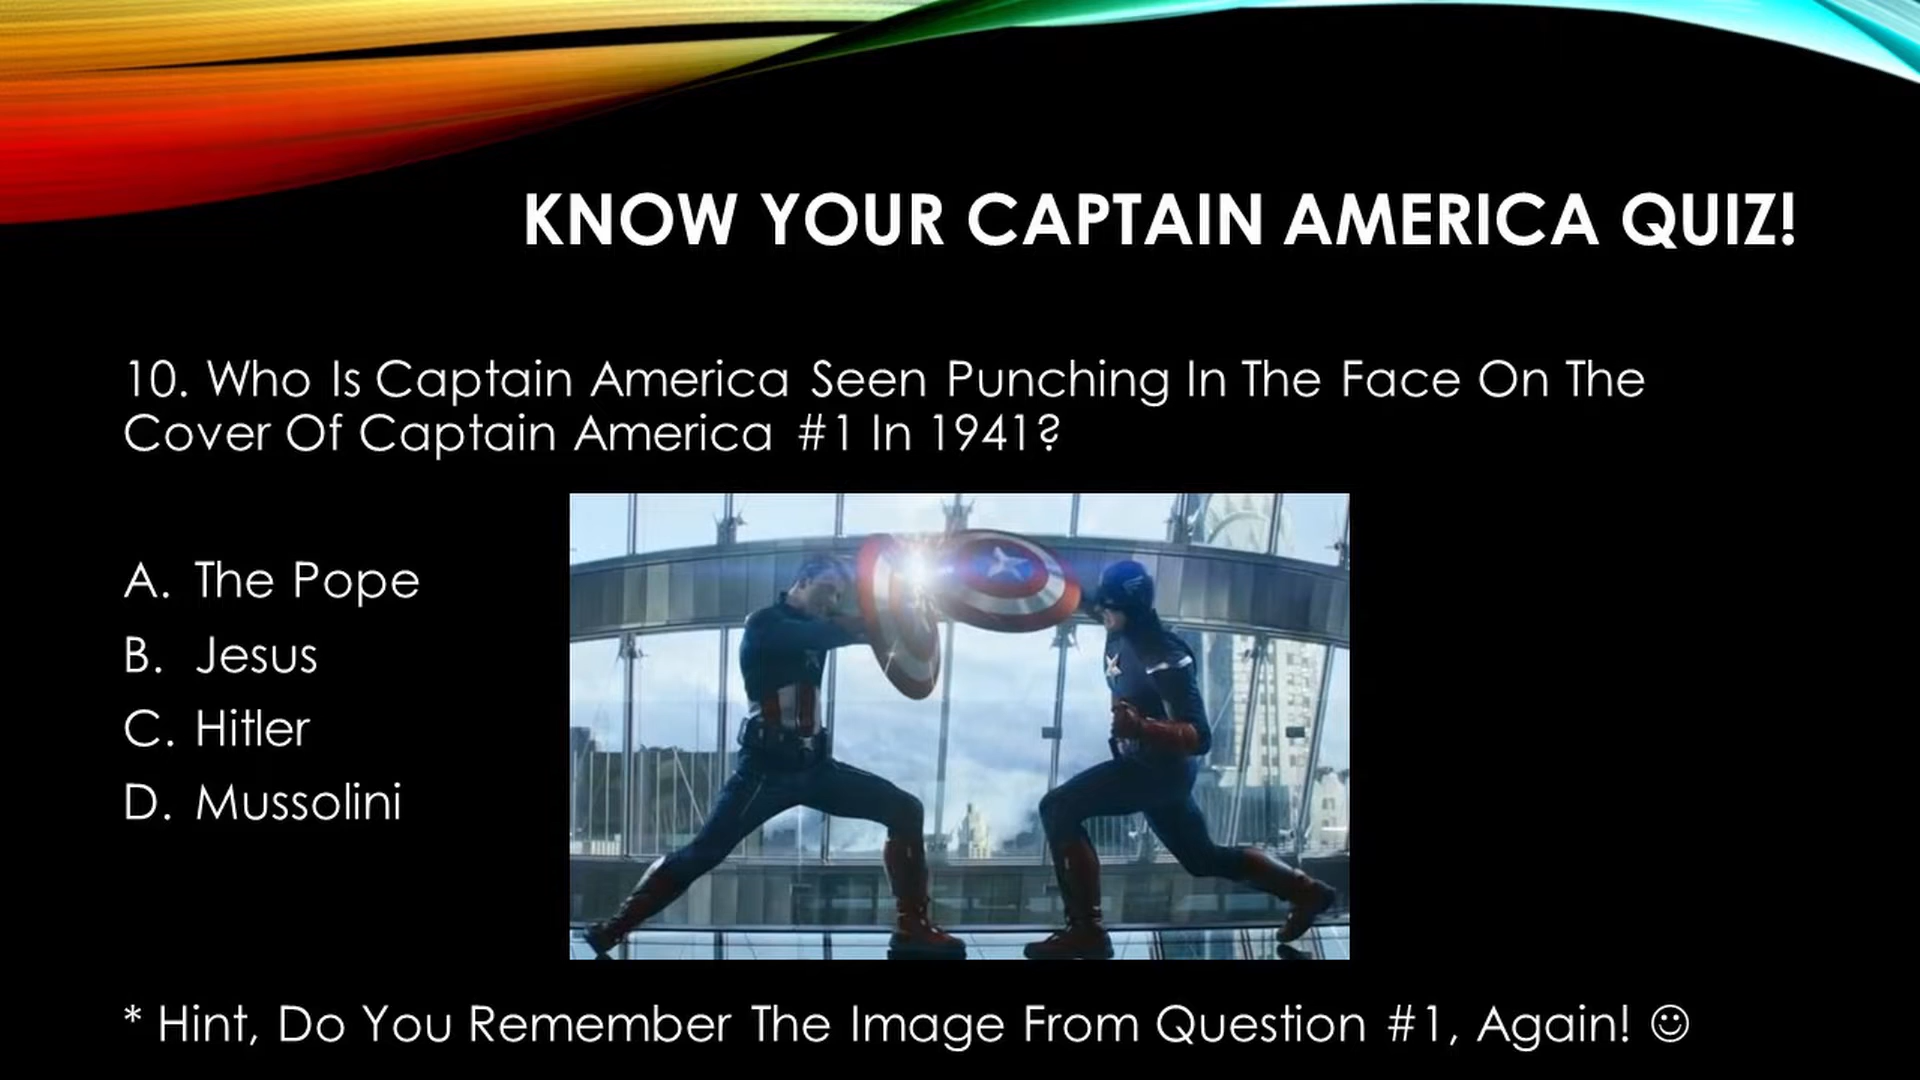 KNOW YOUR CAPTAIN AMERICA QUIZ!
10. Who Is Captain America Seen Punching In The Face On The
Cover Of Captain America #1 In 1941?
A. The Pope
B. Jesus
C. Hitler
D. Mussolini
* Hint, Do You Remember The Image From Question #1, Again! ☺